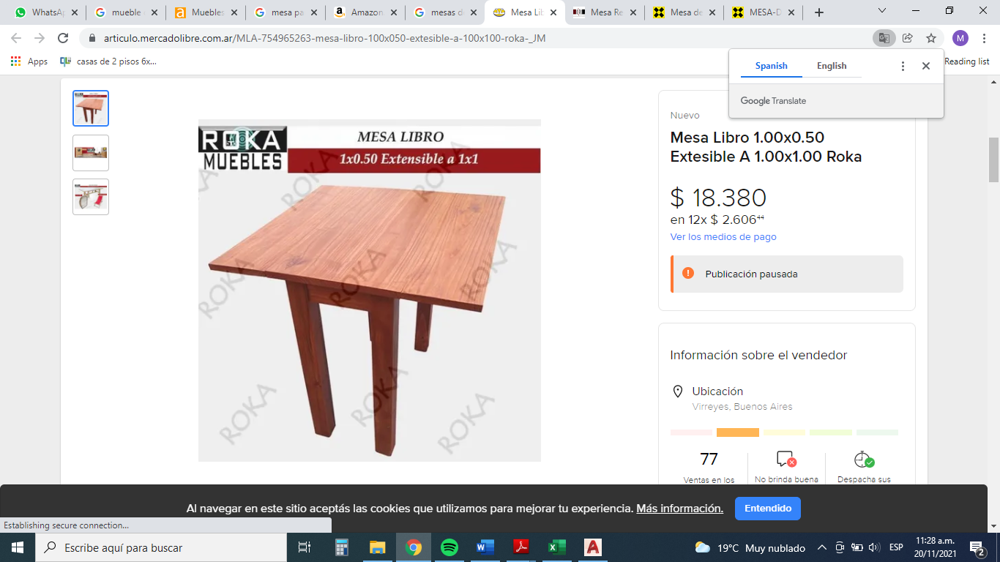 WhatsAp
mueble
Muebles
mesa pa
Amazon
mesas d
Mesa Lib
Mesa Re
Mesa de
MESA-D
articulo.mercadolibre.com.ar/MLA-754965263-mesa-libro-100x050-extesible-a-100x100-roka-_JM
M
Apps
casas de 2 pisos 6x...
Reading list
Spanish
English
Google Translate
ROKA
MUEBLES
MESA LIBRO
1x0.50 Extensible a 1x1
ROKA
ROKA
ROKA
ROKA
ROKA
ROKA
ROKA
ROKA
ROKA
Nuevo
Mesa Libro 1.00x0.50
Extesible A 1.00x1.00 Roka
$ 18.380
en 12x $ 2.606⁴⁴
Ver los medios de pago
Publicación pausada
Información sobre el vendedor
Ubicación
Virreyes, Buenos Aires
77
Ventas en los
No brinda buena
Despacha sus
Al navegar en este sitio aceptás las cookies que utilizamos para mejorar tu experiencia. Más información.
Entendido
Establishing secure connection...
Escribe aquí para buscar
19°C Muy nublado
ESP
11:28 a.m.
20/11/2021
2